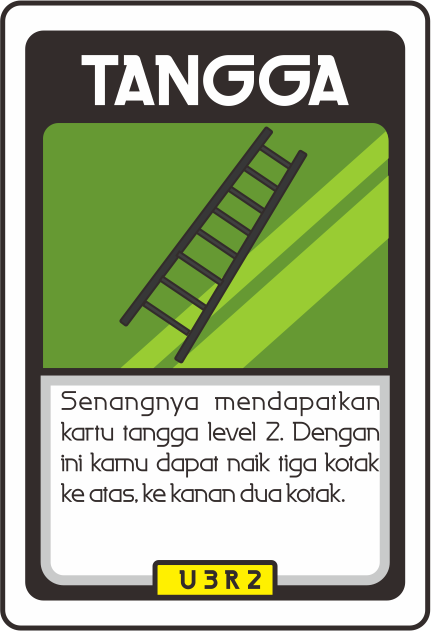 TANGGA
Senangnya mendapatkan
kartu tangga level 2. Dengan
ini kamu dapat naik tiga kotak
ke atas, ke kanan dua kotak.
U3R2